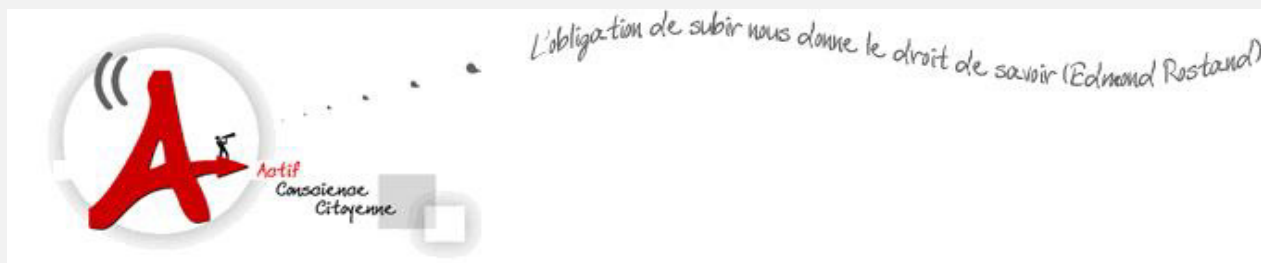 L'obligation de subir nous donne le droit de savoir (Edmond Rostand)
A
Actif
Conscience
Citoyenne